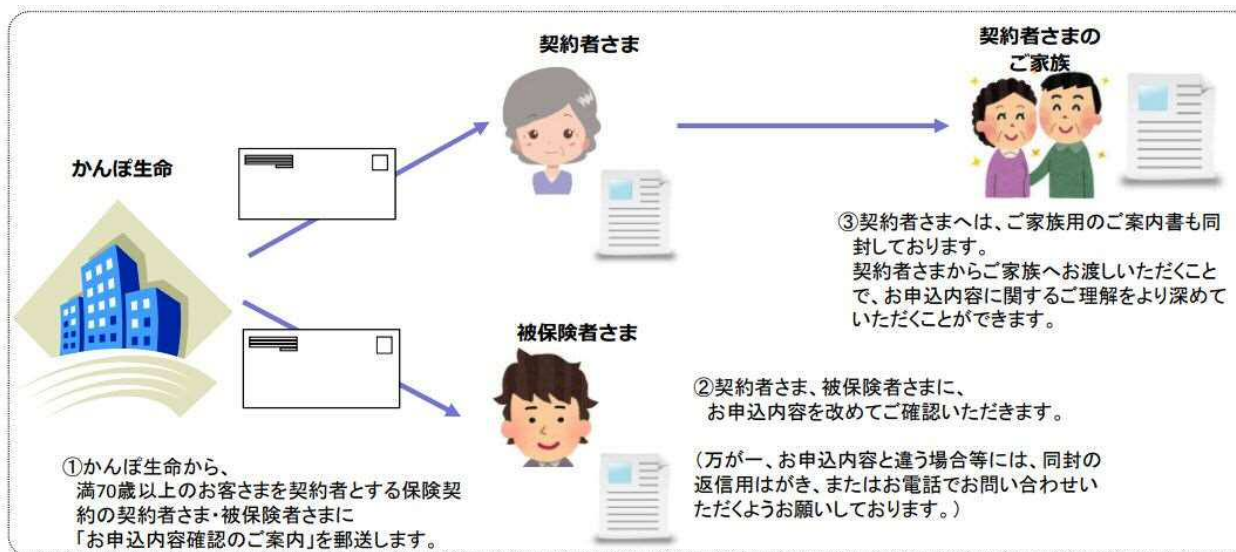 かんぽ生命
契約者さま
契約者さまの
ご家族
被保険者さま
①かんぽ生命から、
満70歳以上のお客さまを契約者とする保険契
約の契約者さま・被保険者さまに
「お申込内容確認のご案内」を郵送します。
②契約者さま、被保険者さまに、
お申込内容を改めてご確認いただきます。
(万が一、お申込内容と違う場合等には、同封の
返信用はがき、またはお電話でお問い合わせい
ただくようお願いしております。)
③契約者さまへは、ご家族用のご案内書も同
封しております。
契約者さまからご家族へお渡しいただくこと
で、お申込内容に関するご理解をより深めて
いただくことができます。